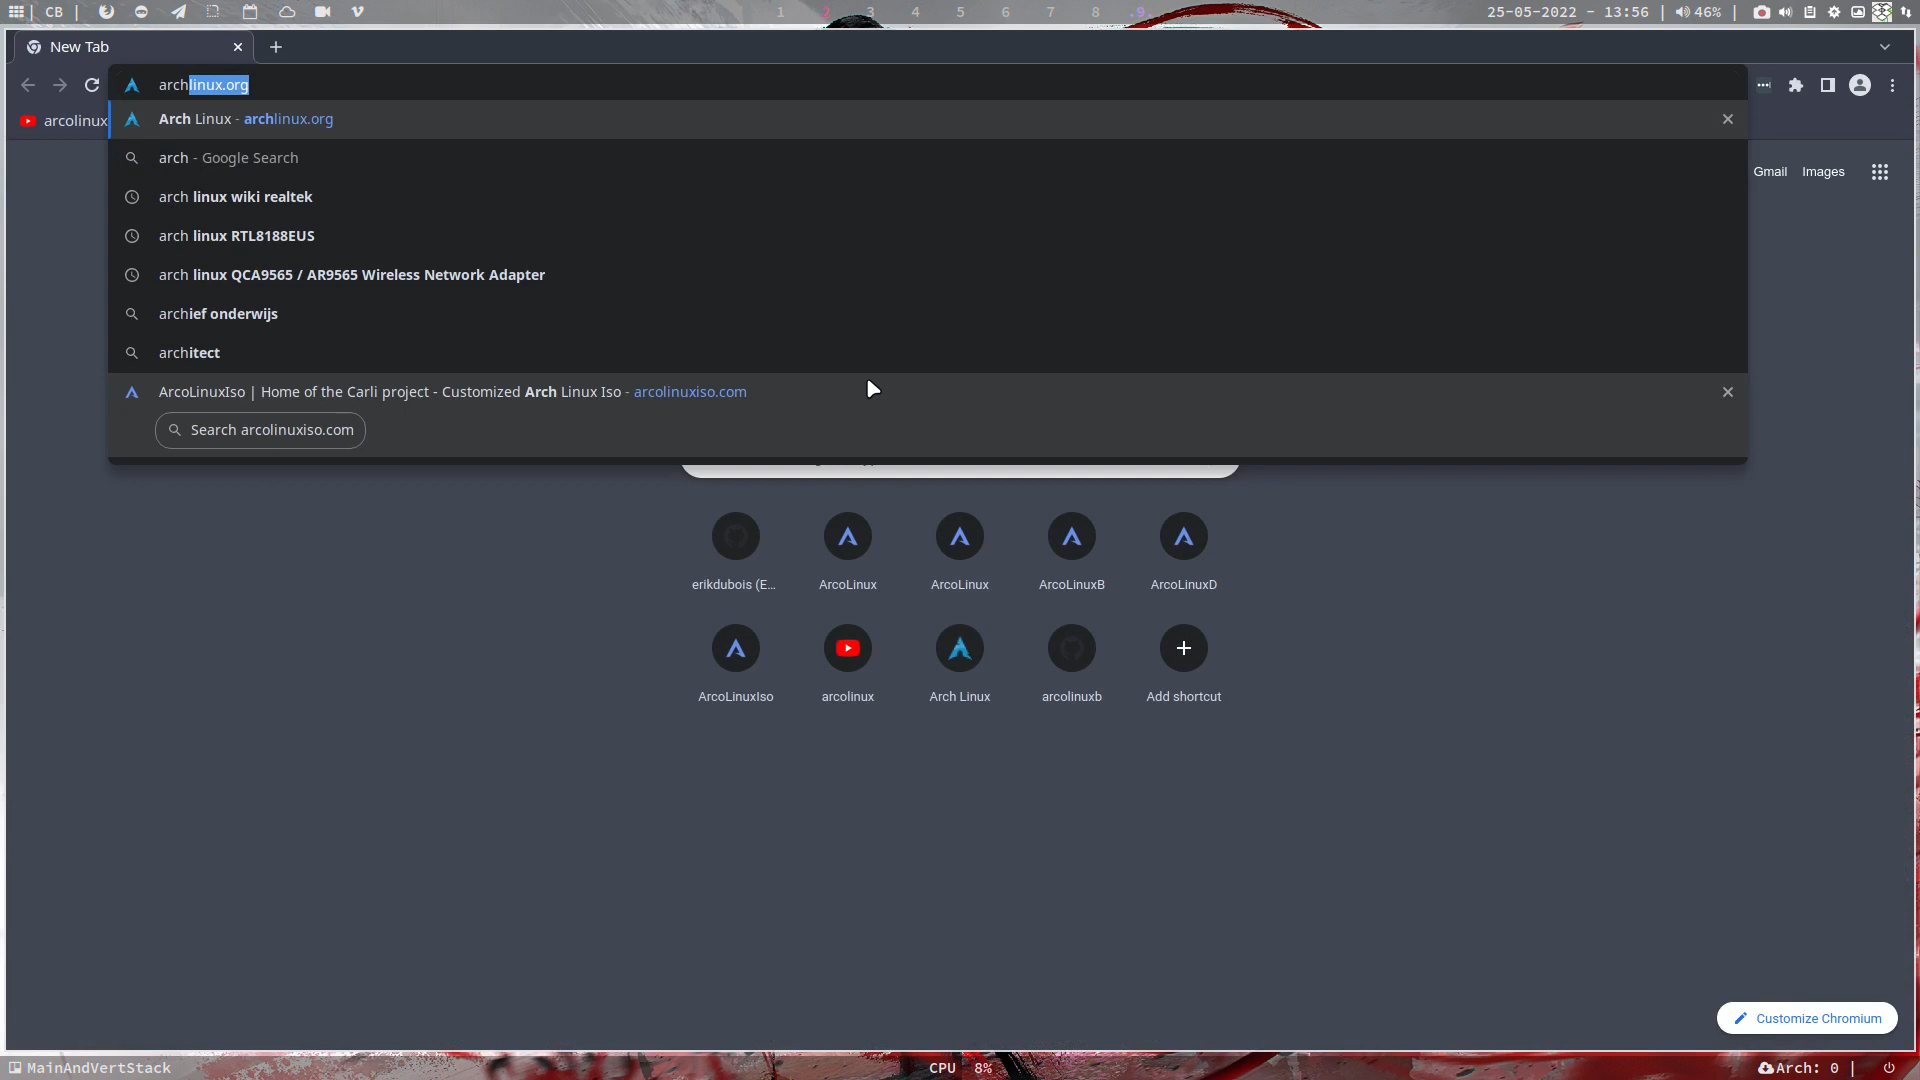 CB
1 2 3 4 5 6 7 8 9
25-05-2022 - 13:56
46%
New Tab
archlinux.org
Arch Linux - archlinux.org
arcolinux
arch - Google Search
Gmail Images
arch linux wiki realtek
arch linux RTL8188EUS
arch linux QCA9565 / AR9565 Wireless Network Adapter
archief onderwijs
architect
ArcoLinuxIso | Home of the Carli project - Customized Arch Linux Iso - arcolinuxiso.com
Search arcolinuxiso.com
erikdubois (E...
ArcoLinux
ArcoLinux
ArcoLinuxB
ArcoLinuxD
ArcoLinuxIso
arcolinux
Arch Linux
arcolinuxb
Add shortcut
Customize Chromium
MainAndVertStack
CPU 8%
Arch: 0